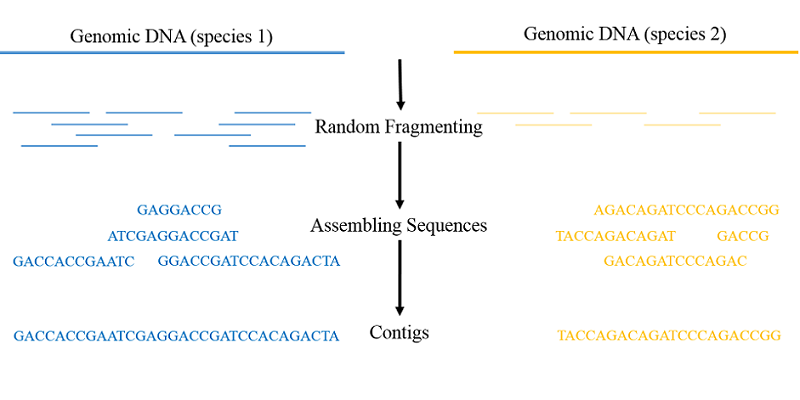 Genomic DNA (species 1)
Genomic DNA (species 2)
Random Fragmenting
GAGGACCG
AGACAGATCCCAGACCGG
Assembling Sequences
ATCGAGGACCGAT
TACCAGACAGAT
GACCG
GACCACCGAATC
GGACCGATCCACAGACTA
GACAGATCCCAGAC
GACCACCGAATCGAGGACCGATCCACAGACTA
Contigs
TACCAGACAGATCCCAGACCGG